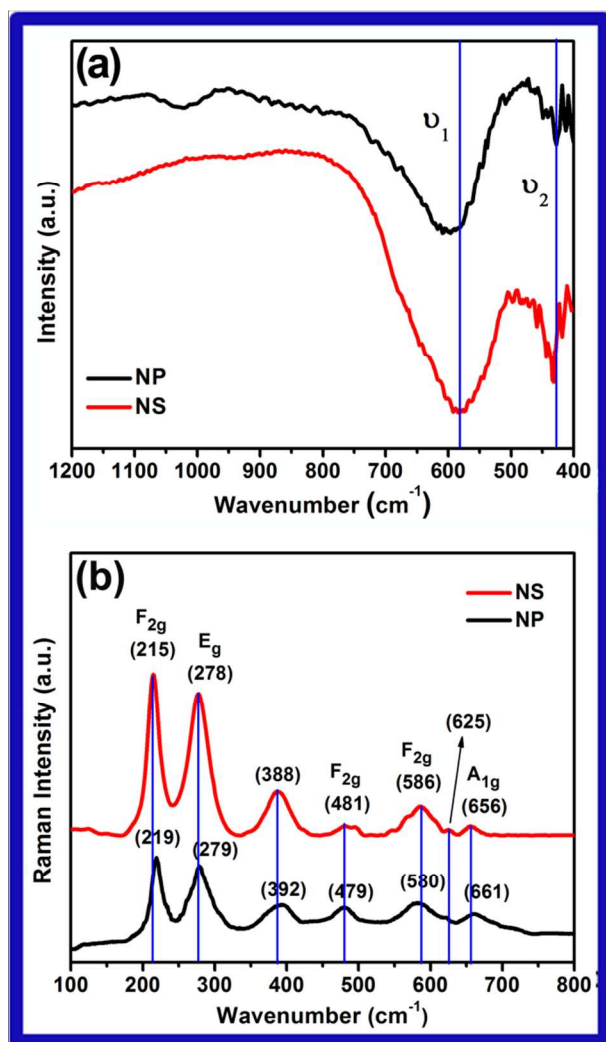 (a)
υ1
υ2
Intensity (a.u.)
NP
NS
1200 1100 1000 900 800 700 600 500 400
Wavenumber (cm-1)
(b)
NS
NP
F2g
(215)
Eg
(278)
(388)
F2g
(481)
F2g
(586)
(625)
A1g
(656)
(219)
(279)
(392)
(479)
(580)
(661)
Raman Intensity (a.u.)
100 200 300 400 500 600 700 800
Wavenumber (cm-1)